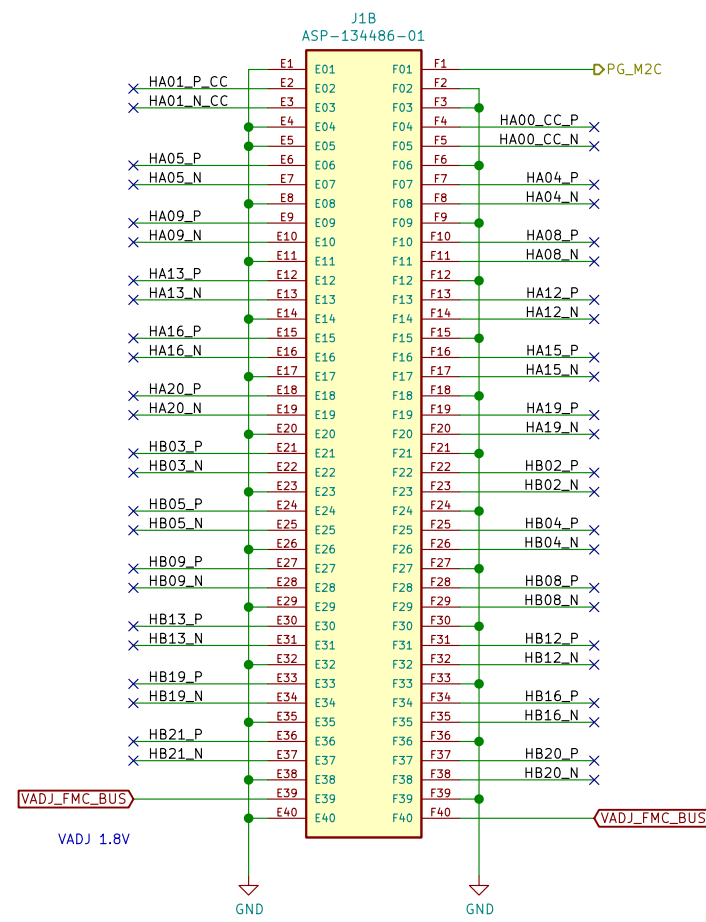 J1B
ASP-134486-01
E1 E01 F01 F1 PG_M2C
HA01_P_CC E2 E02 F02 F2
HA01_N_CC E3 E03 F03 F3
E4 E04 F04 F4 HA00_CC_P
E5 E05 F05 F5 HA00_CC_N
HA05_P E6 E06 F06 F6
HA05_N E7 E07 F07 F7 HA04_P
E8 E08 F08 F8 HA04_N
HA09_P E9 E09 F09 F9
HA09_N E10 E10 F10 F10 HA08_P
E11 E11 F11 F11 HA08_N
HA13_P E12 E12 F12 F12
HA13_N E13 E13 F13 F13 HA12_P
E14 E14 F14 F14 HA12_N
HA16_P E15 E15 F15 F15
HA16_N E16 E16 F16 F16 HA15_P
E17 E17 F17 F17 HA15_N
HA20_P E18 E18 F18 F18
HA20_N E19 E19 F19 F19 HA19_P
E20 E20 F20 F20 HA19_N
HB03_P E21 E21 F21 F21
HB03_N E22 E22 F22 F22 HB02_P
E23 E23 F23 F23 HB02_N
HB05_P E24 E24 F24 F24
HB05_N E25 E25 F25 F25 HB04_P
E26 E26 F26 F26 HB04_N
HB09_P E27 E27 F27 F27
HB09_N E28 E28 F28 F28 HB08_P
E29 E29 F29 F29 HB08_N
HB13_P E30 E30 F30 F30
HB13_N E31 E31 F31 F31 HB12_P
E32 E32 F32 F32 HB12_N
HB19_P E33 E33 F33 F33
HB19_N E34 E34 F34 F34 HB16_P
E35 E35 F35 F35 HB16_N
HB21_P E36 E36 F36 F36
HB21_N E37 E37 F37 F37 HB20_P
E38 E38 F38 F38 HB20_N
VADJ_FMC_BUS E39 E39 F39 F39
E40 E40 F40 F40 VADJ_FMC_BUS
VADJ 1.8V
GND GND